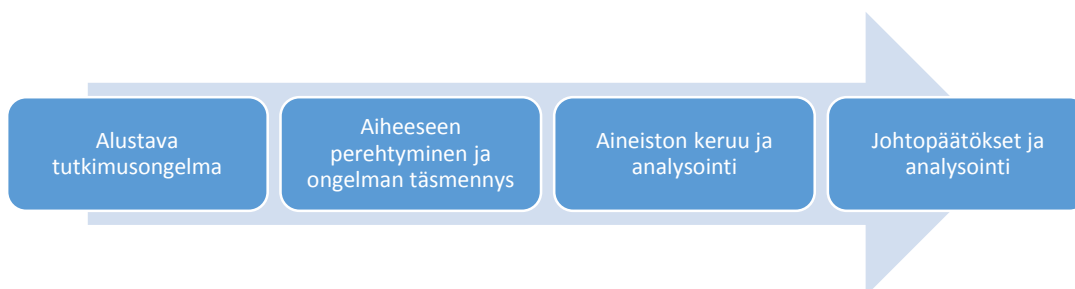 Alustava
tutkimusongelma
Aiheeseen
perehtyminen ja
ongelman täsmennys
Aineiston keruu ja
analysointi
Johtopäätökset ja
analysointi